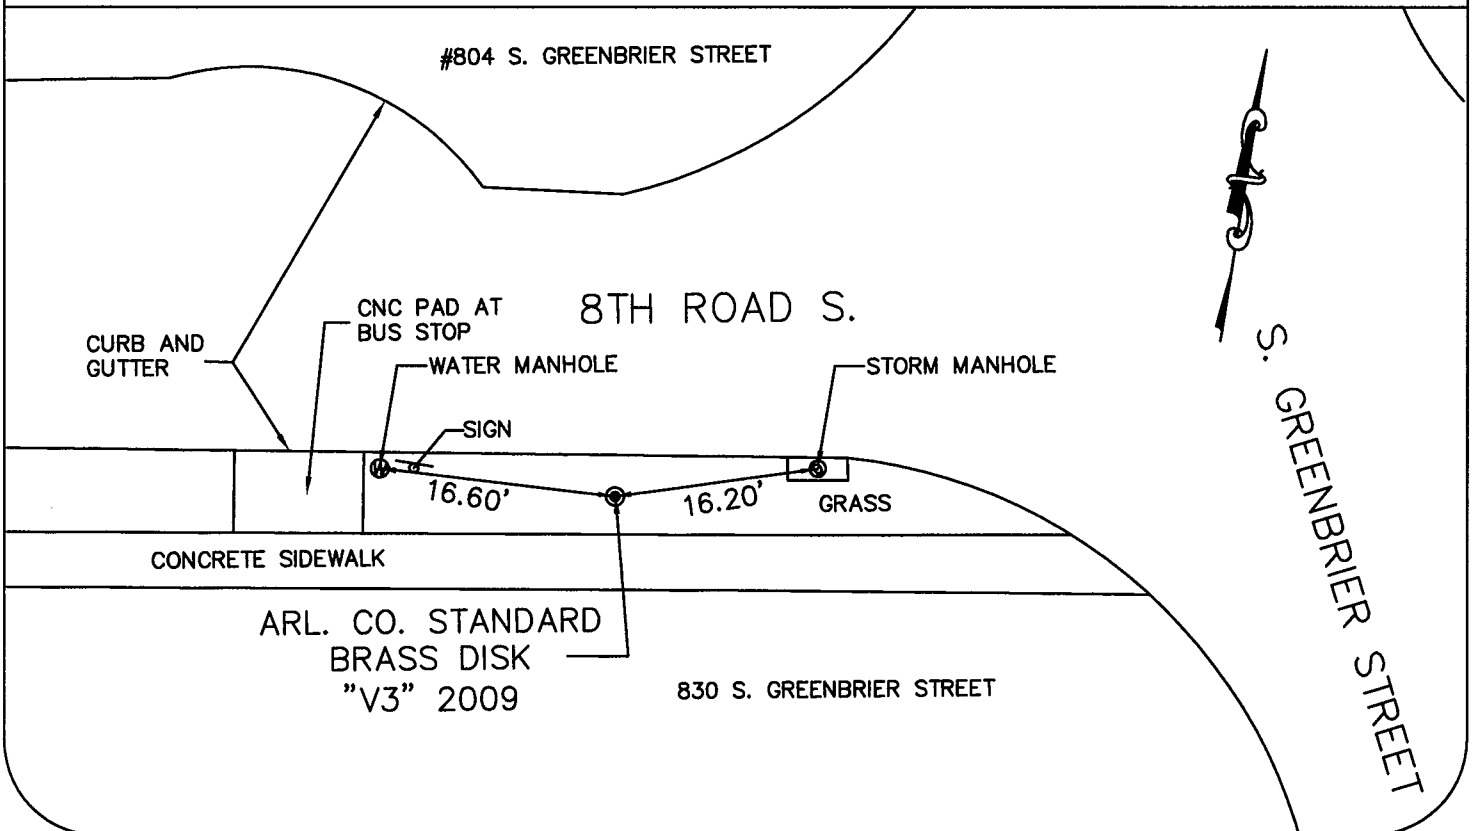 #804 S. GREENBRIER STREET
CNC PAD AT
BUS STOP
8TH ROAD S.
CURB AND
GUTTER
WATER MANHOLE
STORM MANHOLE
SIGN
W
16.60'
16.20'
GRASS
CONCRETE SIDEWALK
ARL. CO. STANDARD
BRASS DISK
"V3" 2009
830 S. GREENBRIER STREET
S. GREENBRIER STREET